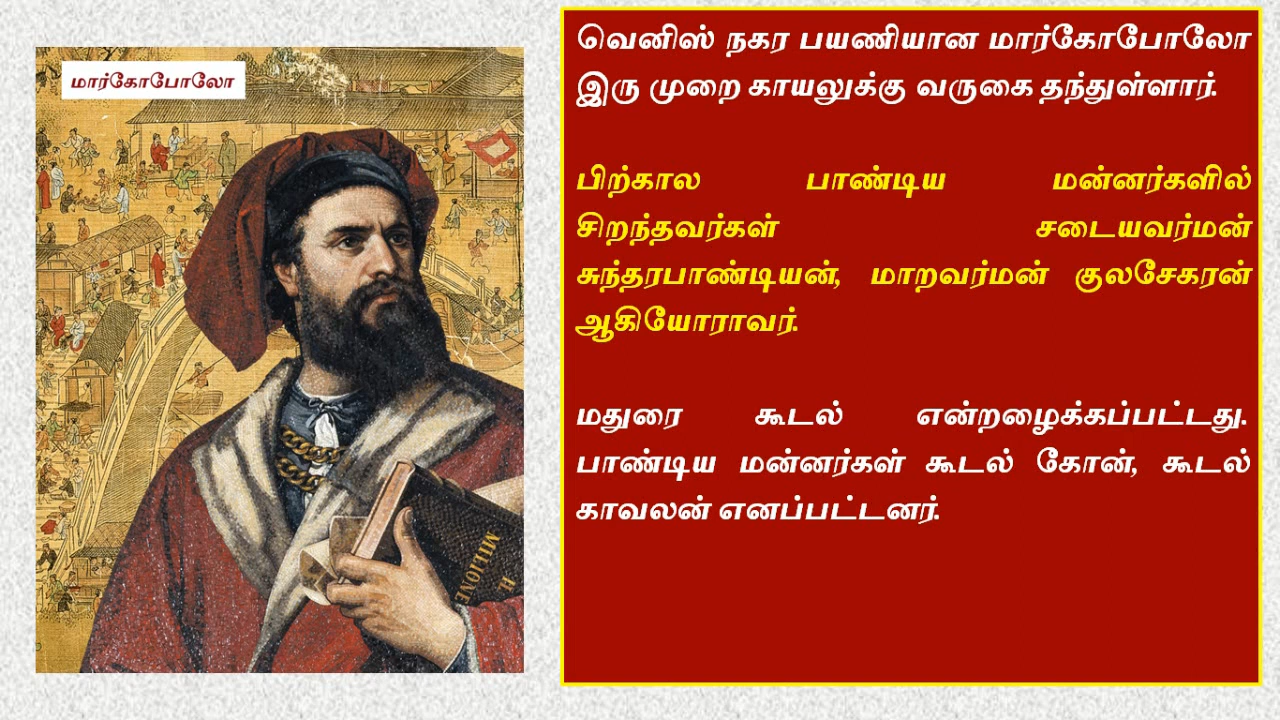 மார்கோபோலோ
வெனிஸ் நகர பயணியான மார்கோபோலோ
இரு முறை காயலுக்கு வருகை தந்துள்ளார்.
பிற்கால பாண்டிய மன்னர்களில்
சிறந்தவர்கள் சடையவர்மன்
சுந்தரபாண்டியன், மாறவர்மன் குலசேகரன்
ஆகியோராவர்.
மதுரை கூடல் என்றழைக்கப்பட்டது.
பாண்டிய மன்னர்கள் கூடல் கோன், கூடல்
காவலன் எனப்பட்டனர்.
IL
MILIONE